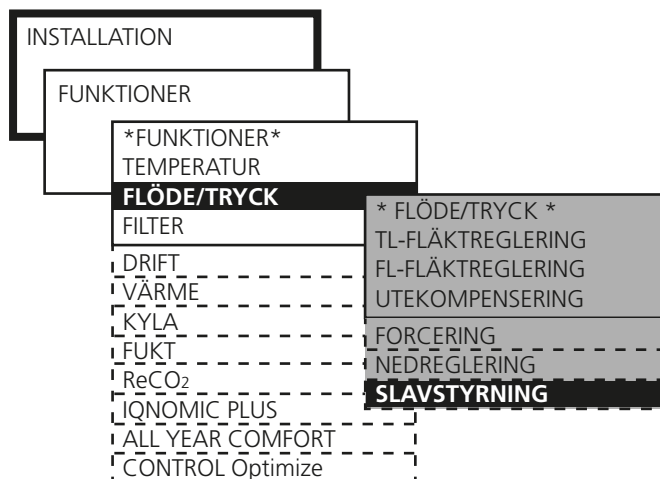 INSTALLATION
FUNKTIONER
*FUNKTIONER*
TEMPERATUR
FLÖDE/TRYCK
FILTER
DRIFT
VÄRME
KYLA
FUKT
ReCO₂
IQNOMIC PLUS
ALL YEAR COMFORT
CONTROL Optimize
* FLÖDE/TRYCK *
TL-FLÄKTREGLERING
FL-FLÄKTREGLERING
UTEKOMPENSERING
FORCERING
NEDREGLERING
SLAVSTYRNING